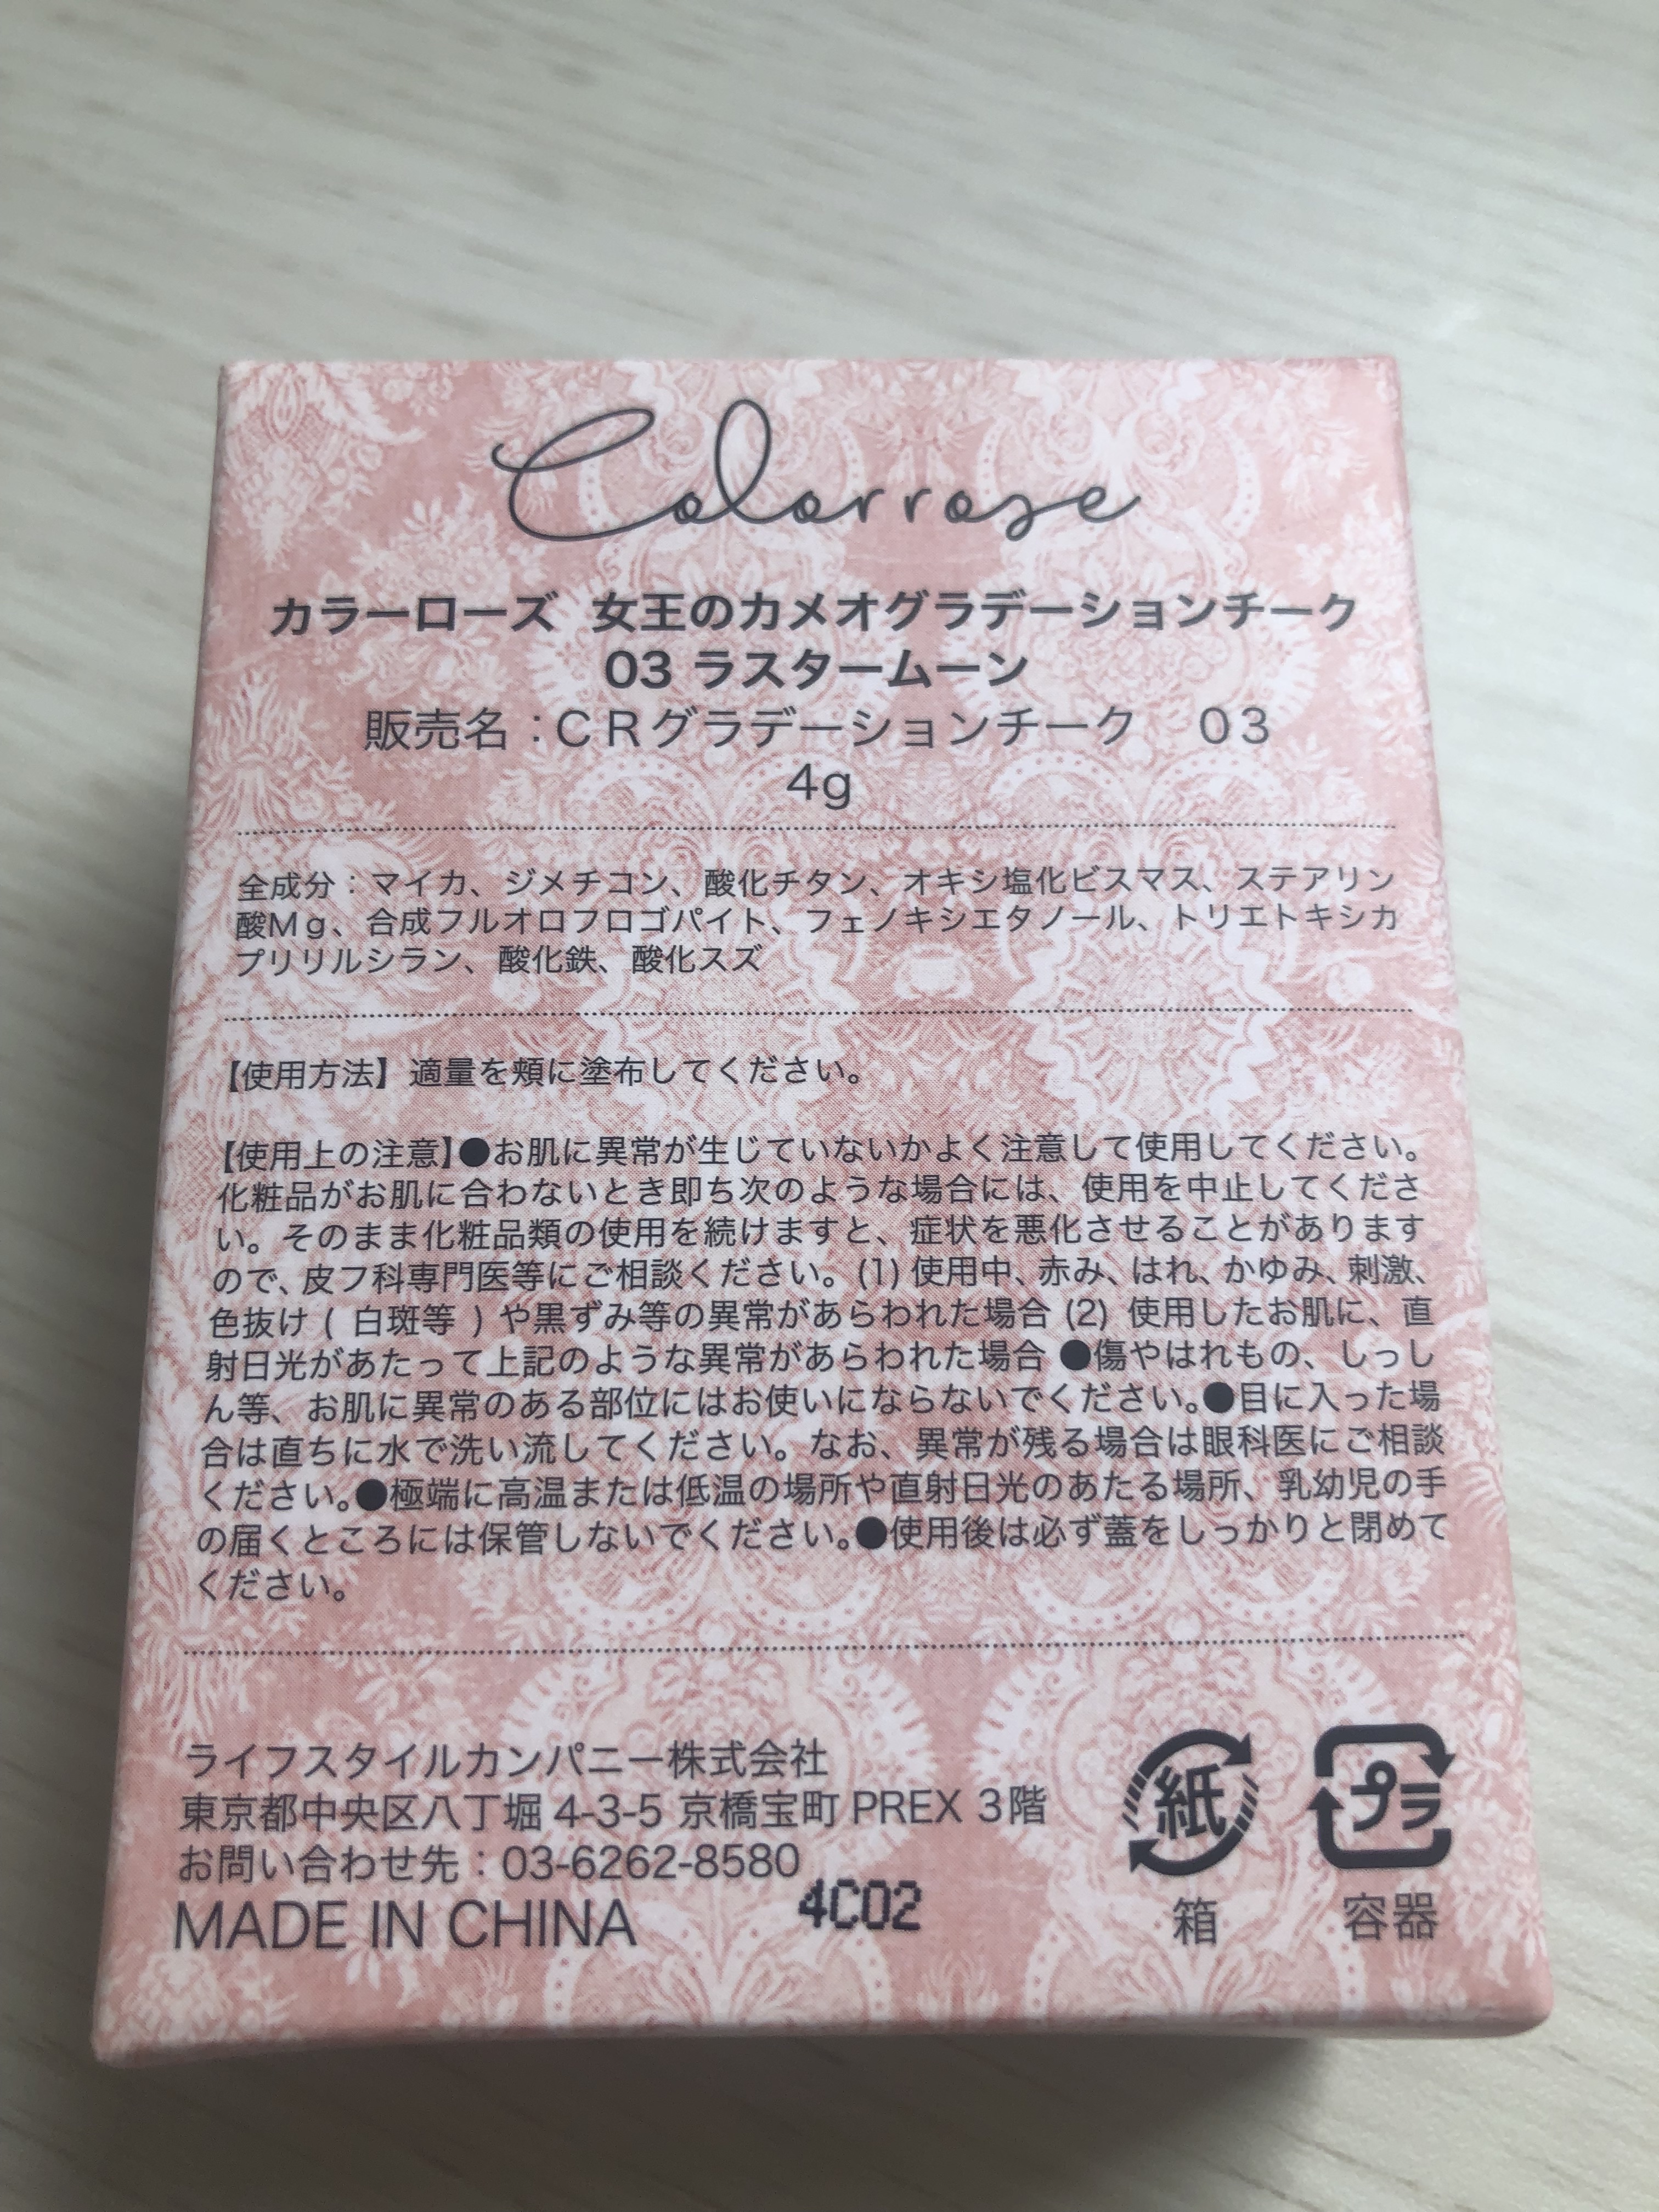 Colorrose
カラーローズ 女王のカメオグラデーションチーク
03 ラスタームーン
販売名：ＣＲグラデーションチーク　０３
4g
全成分：マイカ、ジメチコン、酸化チタン、オキシ塩化ビスマス、ステアリン
酸Ｍｇ、合成フルオロフロゴパイト、フェノキシエタノール、トリエトキシカ
プリリルシラン、酸化鉄、酸化スズ
【使用方法】適量を頬に塗布してください。
【使用上の注意】●お肌に異常が生じていないかよく注意して使用してください。
化粧品がお肌に合わないとき即ち次のような場合には、使用を中止してくださ
い。そのまま化粧品類の使用を続けますと、症状を悪化させることがあります
ので、皮フ科専門医等にご相談ください。(1) 使用中、赤み、はれ、かゆみ、刺激、
色抜け ( 白斑等 ) や黒ずみ等の異常があらわれた場合 (2) 使用したお肌に、直
射日光があたって上記のような異常があらわれた場合 ●傷やはれもの、しっし
ん等、お肌に異常のある部位にはお使いにならないでください。●目に入った場
合は直ちに水で洗い流してください。なお、異常が残る場合は眼科医にご相談
ください。●極端に高温または低温の場所や直射日光のあたる場所、乳幼児の手
の届くところには保管しないでください。●使用後は必ず蓋をしっかりと閉めて
ください。
ライフスタイルカンパニー株式会社
東京都中央区八丁堀 4-3-5 京橋宝町 PREX 3階
お問い合わせ先：03-6262-8580
MADE IN CHINA
4C02
紙
箱
プラ
容器